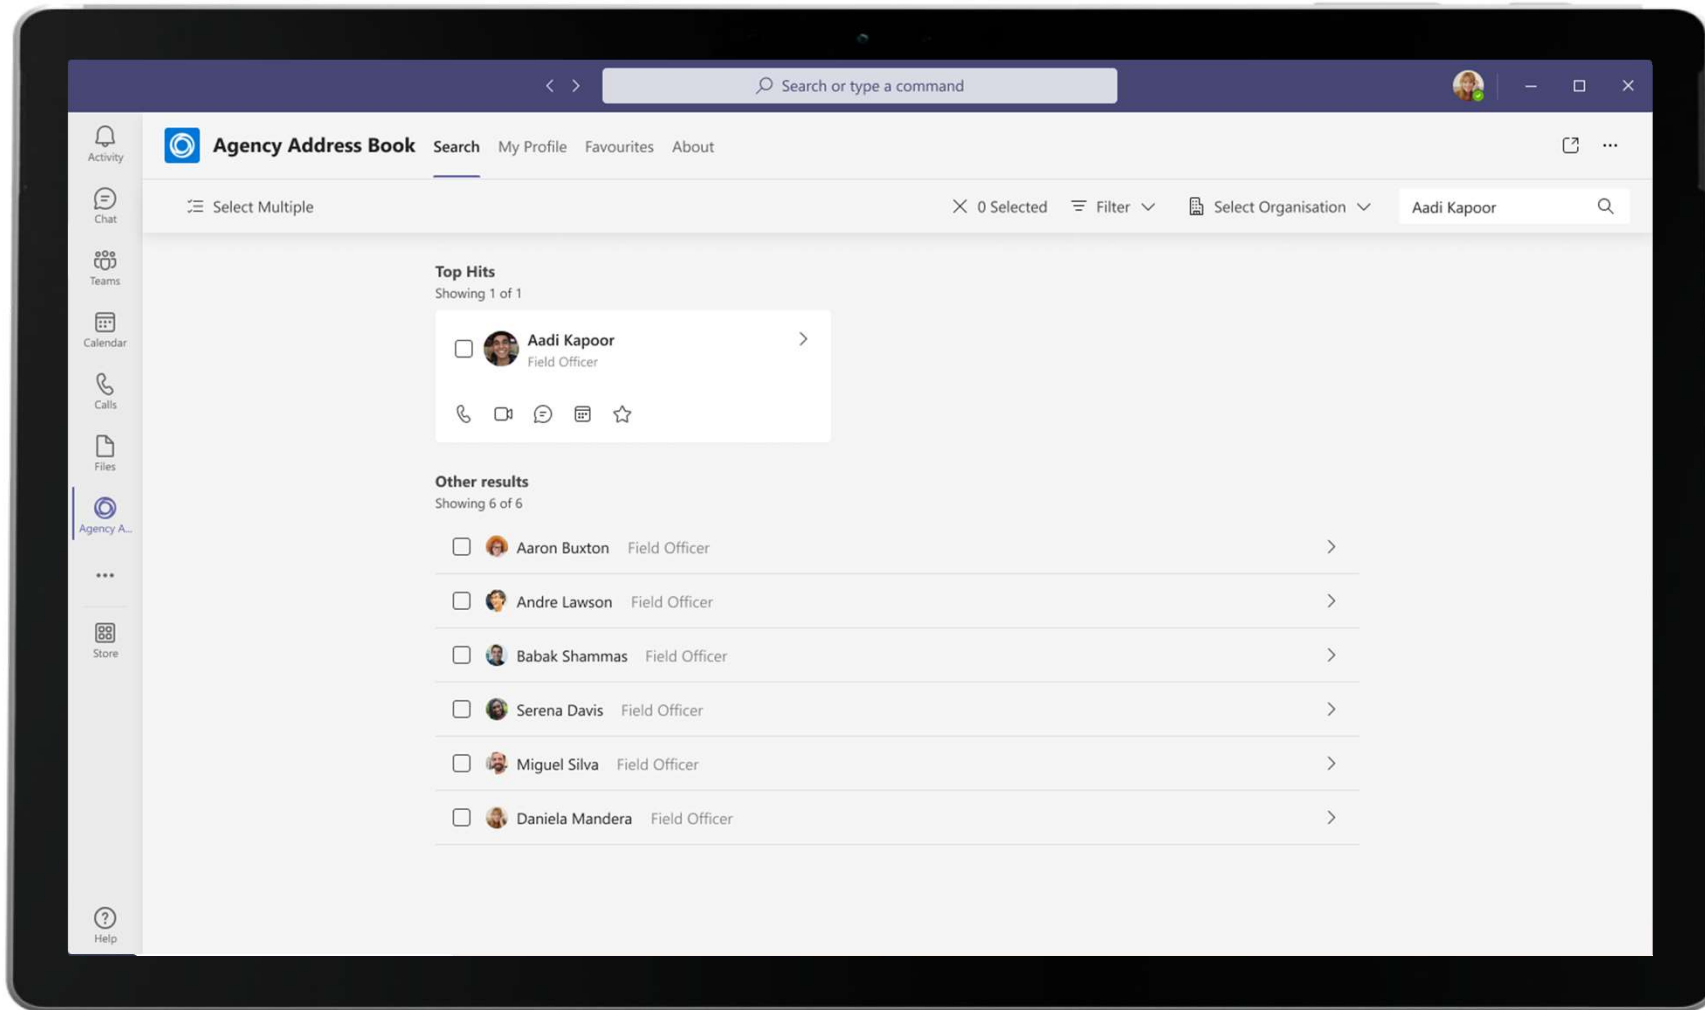 Search or type a command
Activity
Chat
Teams
Calendar
Calls
Files
Agency A...
Store
Help
Agency Address Book Search My Profile Favourites About
Select Multiple 0 Selected Filter Select Organisation Aadi Kapoor
Top Hits
Showing 1 of 1
Aadi Kapoor
Field Officer
Other results
Showing 6 of 6
Aaron Buxton Field Officer
Andre Lawson Field Officer
Babak Shammas Field Officer
Serena Davis Field Officer
Miguel Silva Field Officer
Daniela Mandera Field Officer